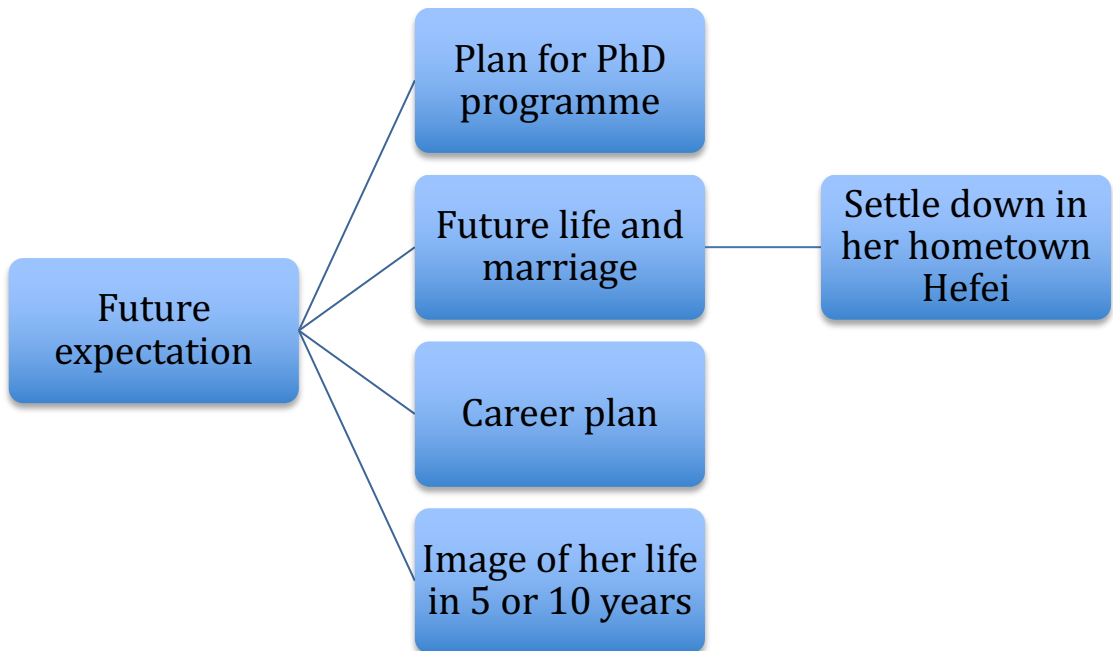 Future
expectation
Plan for PhD
programme
Future life and
marriage
Settle down in
her hometown
Hefei
Career plan
Image of her life
in 5 or 10 years